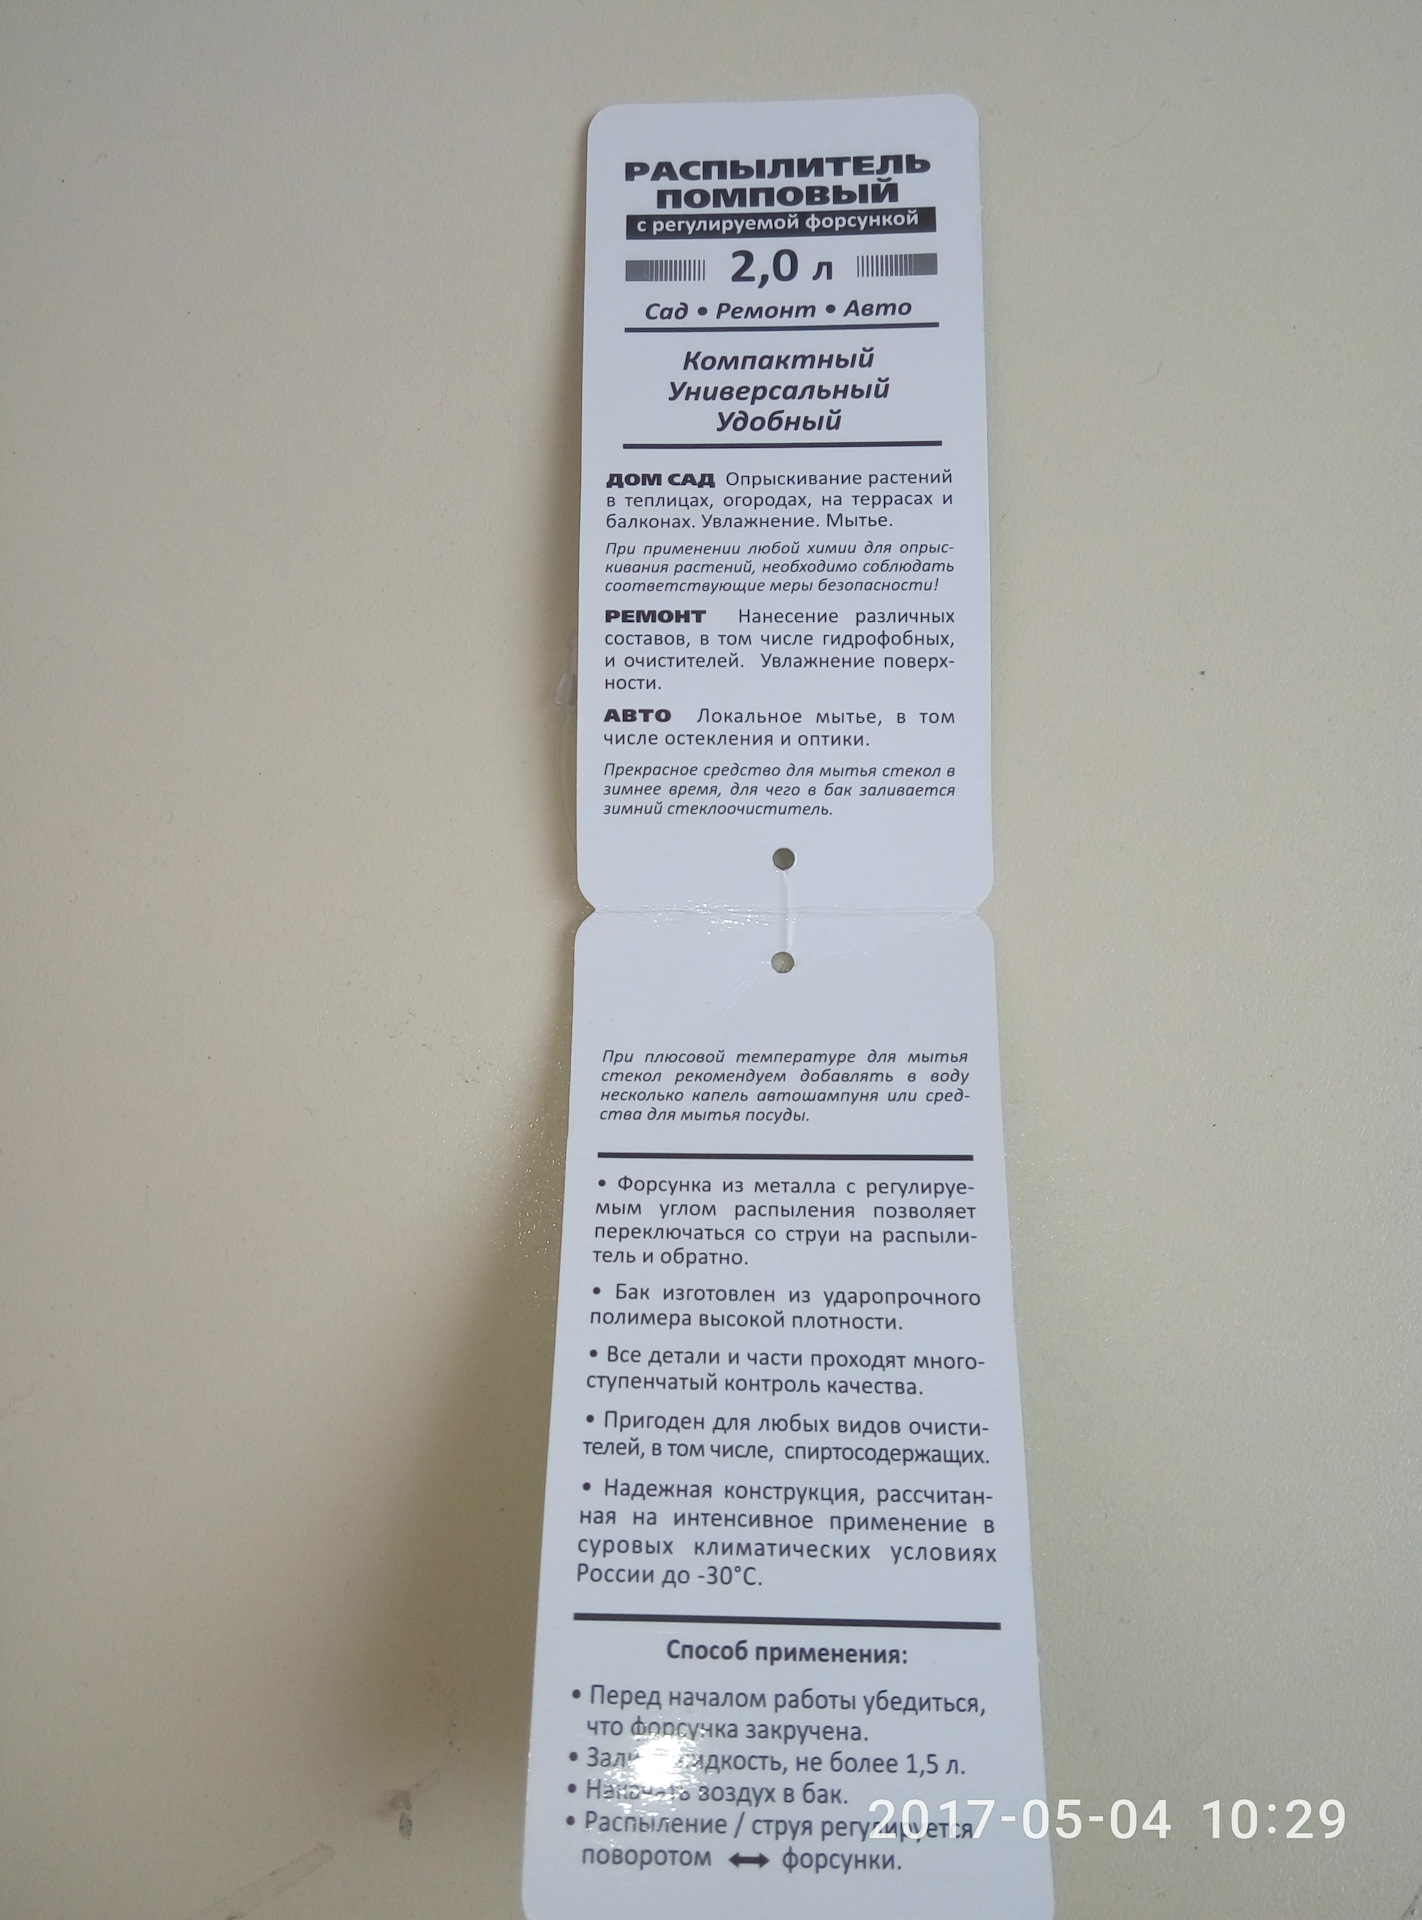 РАСПЫЛИТЕЛЬ
ПОМПОВЫЙ
с регулируемой форсункой
2,0 л
Сад • Ремонт • Авто
Компактный
Универсальный
Удобный
ДОМ САД Опрыскивание растений
в теплицах, огородах, на террасах и
балконах. Увлажнение. Мытье.
При применении любой химии для опрыс-
кивания растений, необходимо соблюдать
соответствующие меры безопасности!
РЕМОНТ Нанесение различных
составов, в том числе гидрофобных,
и очистителей. Увлажнение поверх-
ности.
АВТО Локальное мытье, в том
числе остекления и оптики.
Прекрасное средство для мытья стекол в
зимнее время, для чего в бак заливается
зимний стеклоочиститель.
При плюсовой температуре для мытья
стекол рекомендуем добавлять в воду
несколько капель автошампуня или сред-
ства для мытья посуды.
• Форсунка из металла с регулируе-
мым углом распыления позволяет
переключаться со струи на распыли-
тель и обратно.
• Бак изготовлен из ударопрочного
полимера высокой плотности.
• Все детали и части проходят много-
ступенчатый контроль качества.
• Пригоден для любых видов очисти-
телей, в том числе, спиртосодержащих.
• Надежная конструкция, рассчитан-
ная на интенсивное применение в
суровых климатических условиях
России до -30°С.
Способ применения:
• Перед началом работы убедиться,
что форсунка закручена.
• жидкость, не более 1,5 л.
• Накачать воздух в бак.
• Распыление / струя регулируется
поворотом ↔ форсунки.
2017-05-04 10:29